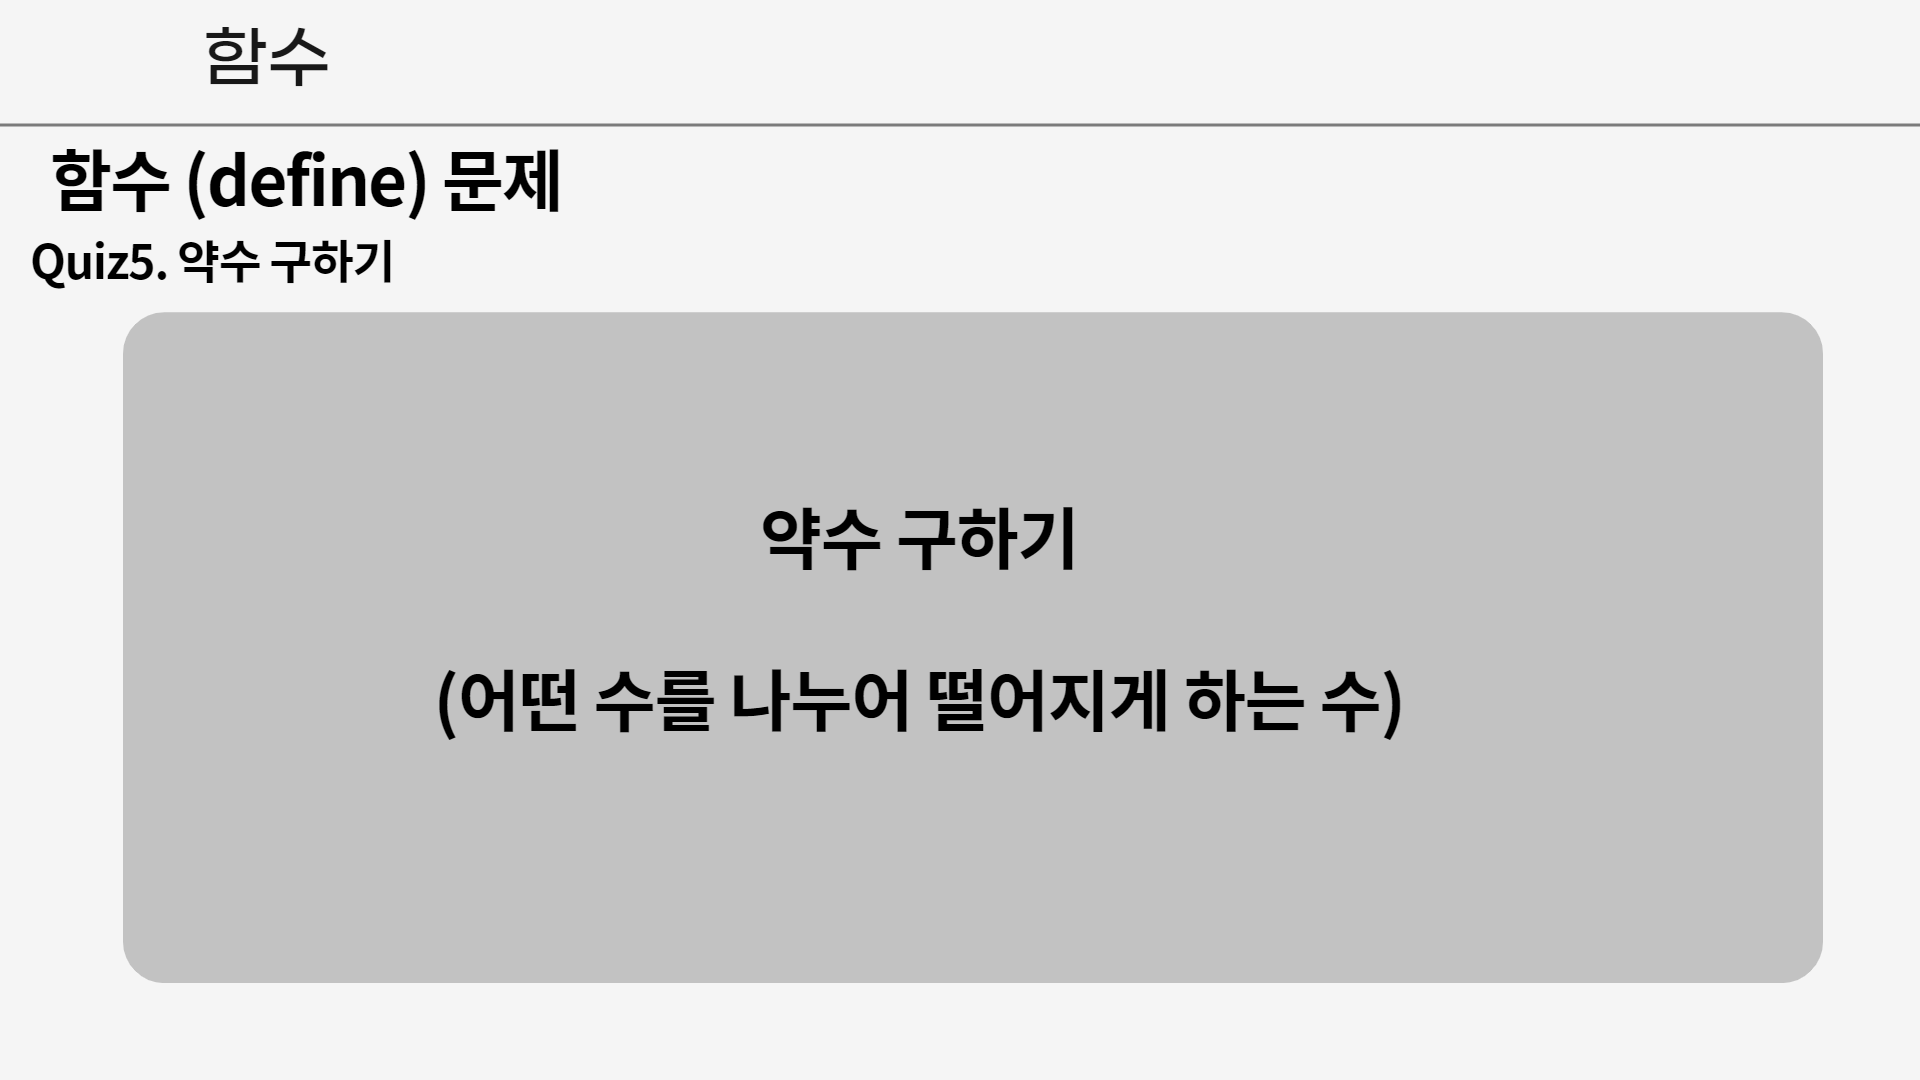 함수
함수 (define) 문제
Quiz5. 약수 구하기
약수 구하기
(어떤 수를 나누어 떨어지게 하는 수)